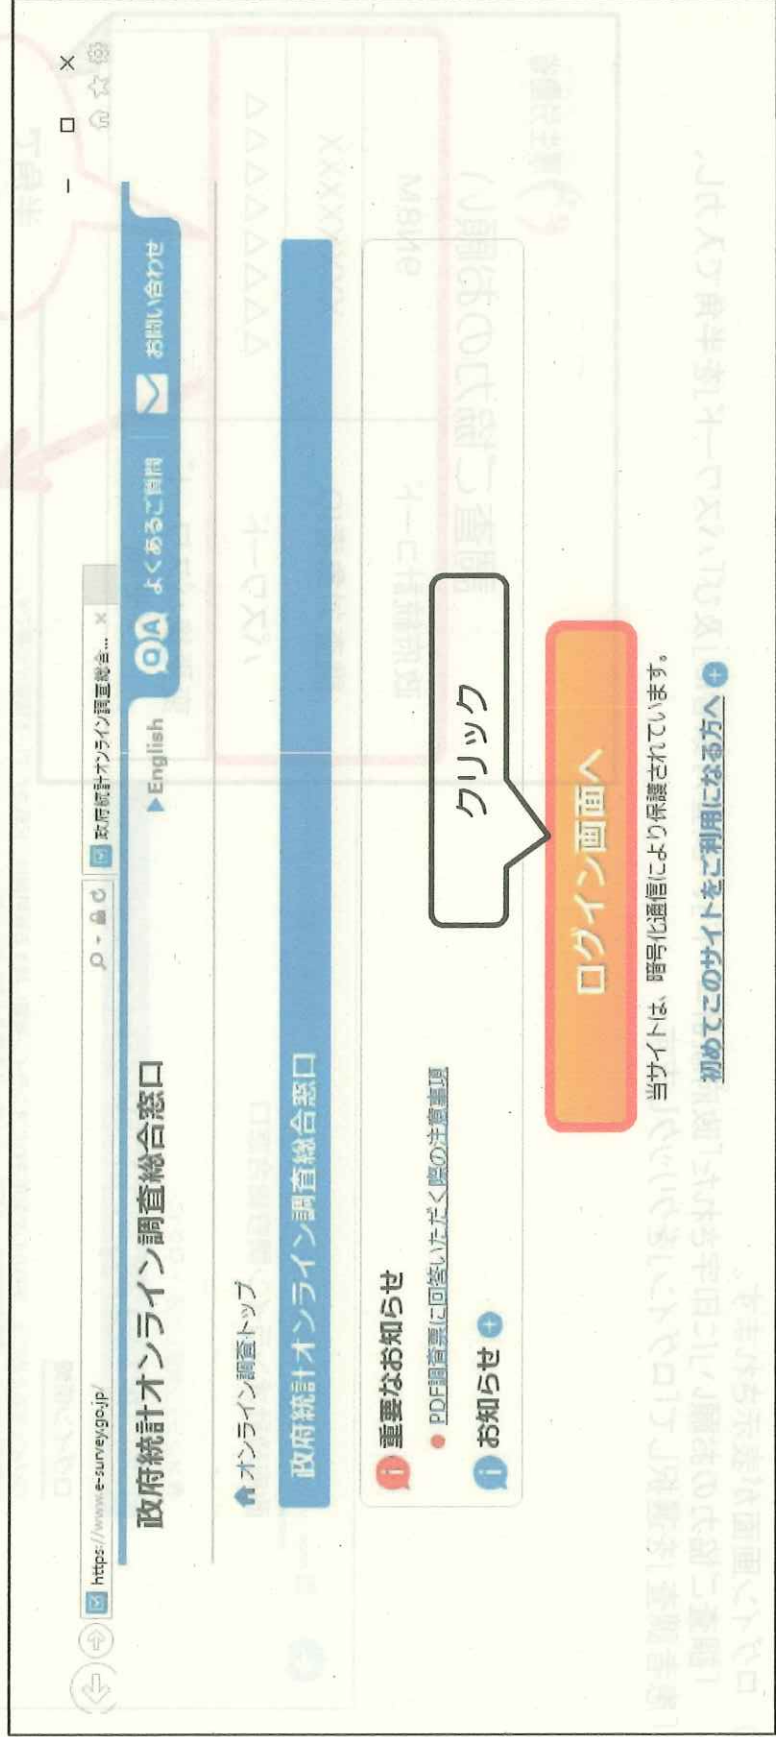 https://www.e-survey.go.jp/
政府統計オンライン調査総合... ×
政府統計オンライン調査総合窓口
▶English
QA よくあるご質問
お問い合わせ
オンライン調査トップ
政府統計オンライン調査総合窓口
重要なお知らせ
● PDF調査票に回答いただく際の注意事項
お知らせ
クリック
ログイン画面へ
当サイトは、暗号化通信により保護されています。
初めてこのサイトをご利用になる方へ